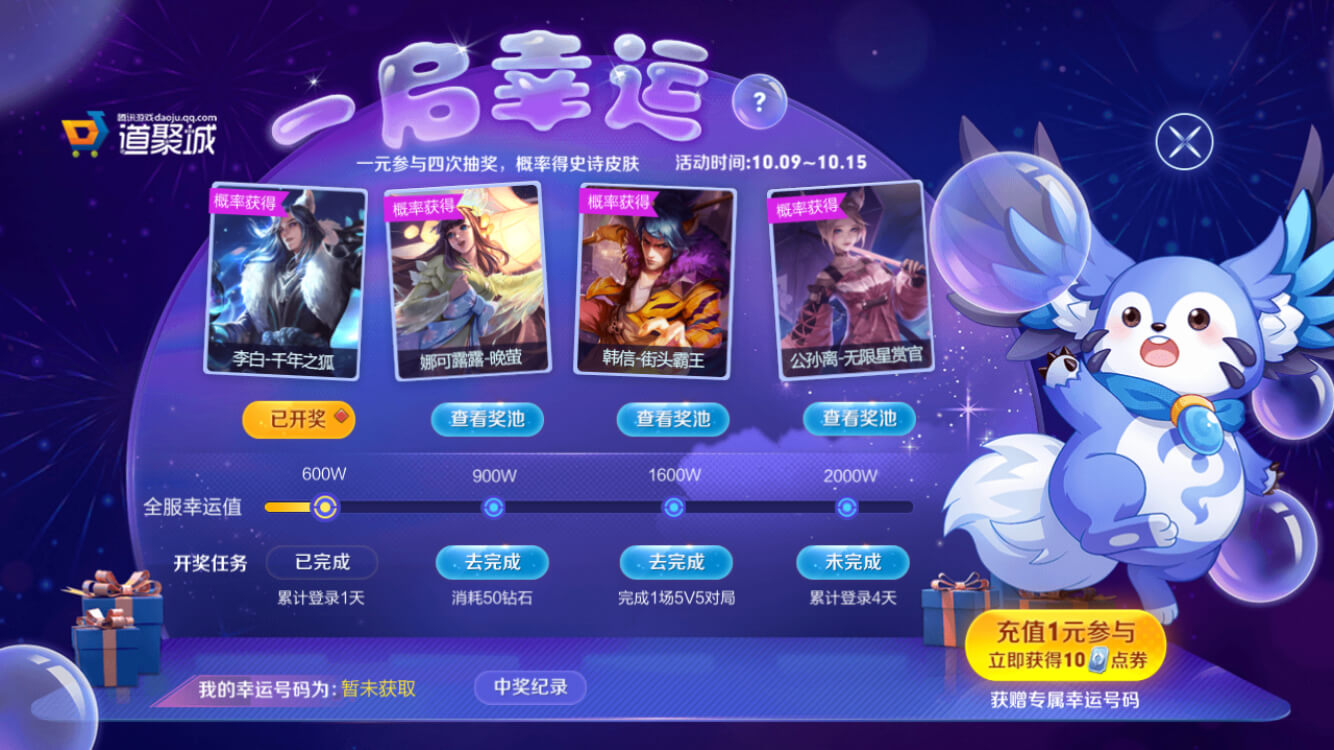 一启幸运
?
腾讯游戏daoju.qq.com
道聚城
一元参与四次抽奖，概率得史诗皮肤 活动时间:10.09~10.15
概率获得
概率获得
概率获得
概率获得
李白-千年之狐
娜可露露-晚萤
韩信-街头霸王
公孙离-无限星赏官
已开奖
查看奖池
查看奖池
查看奖池
600W
900W
1600W
2000W
全服幸运值
开奖任务
已完成
去完成
去完成
未完成
累计登录1天
消耗50钻石
完成1场5V5对局
累计登录4天
充值1元参与
立即获得10点券
获赠专属幸运号码
我的幸运号码为:暂未获取
中奖纪录